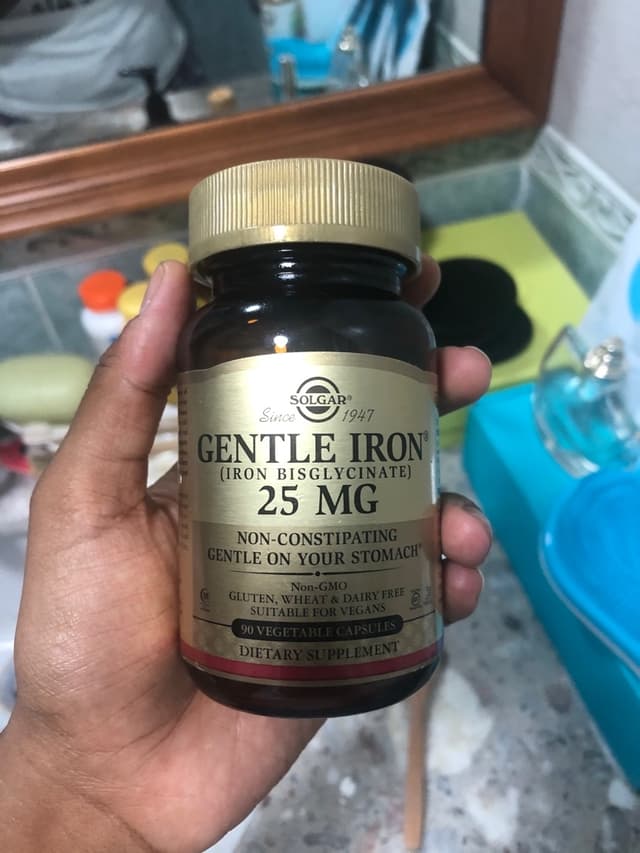 SOLGAR®
Since 1947
GENTLE IRON®
(IRON BISGLYCINATE)
25 MG
NON-CONSTIPATING
GENTLE ON YOUR STOMACH*
Non-GMO
GLUTEN, WHEAT & DAIRY FREE
SUITABLE FOR VEGANS
90 VEGETABLE CAPSULES
DIETARY SUPPLEMENT